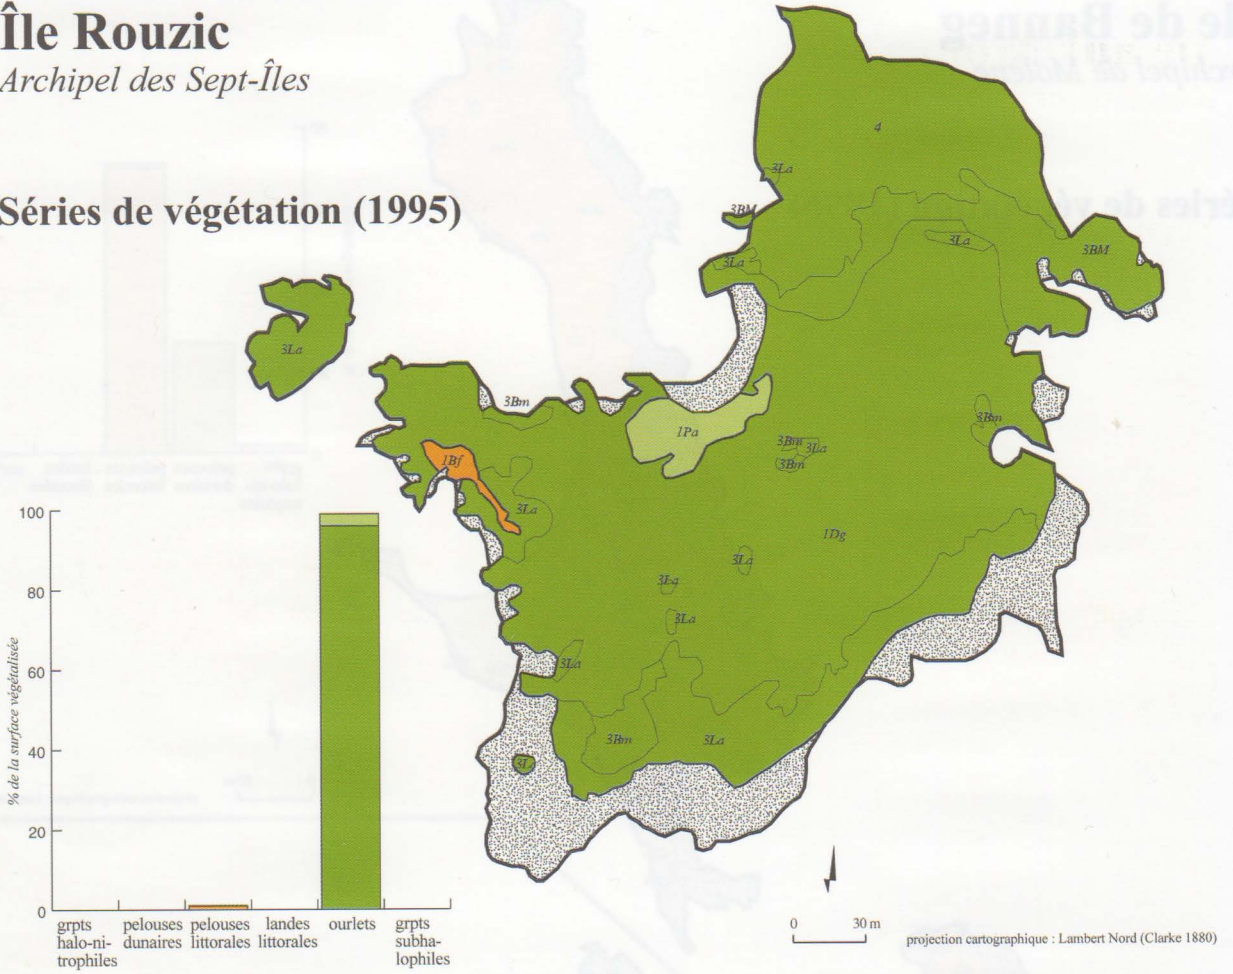 Île Rouzic
Archipel des Sept-Îles
Séries de végétation (1995)
4
3La
3BM
3La
3La
3BM
3La
3Bm
3Bm
1Pa
3Bm
3La
3Bm
1Bf
3La
1Dg
3La
3La
3La
3La
3Bm
3La
% de la surface végétalisée
100
80
60
40
20
0
grpts
halo-ni-
trophiles
pelouses
dunaires
pelouses
littorales
landes
littorales
ourlets
grpts
subha-
lophiles
0 30 m
projection cartographique : Lambert Nord (Clarke 1880)